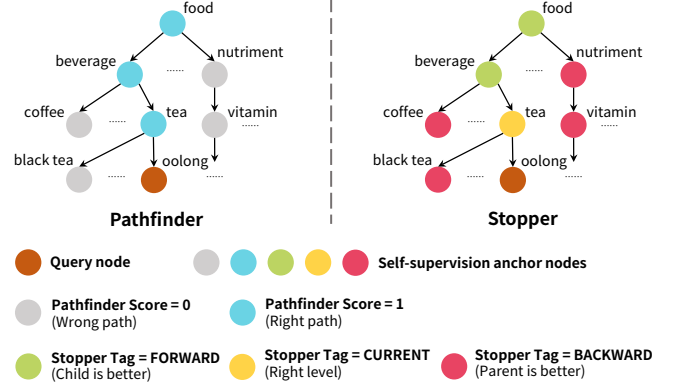 food
beverage
nutriment
......
coffee
......
tea
vitamin
......
black tea
......
oolong
......
Pathfinder
food
beverage
nutriment
......
coffee
......
tea
vitamin
......
black tea
......
oolong
......
Stopper
Query node
Self-supervision anchor nodes
Pathfinder Score = 0
(Wrong path)
Pathfinder Score = 1
(Right path)
Stopper Tag = FORWARD
(Child is better)
Stopper Tag = CURRENT
(Right level)
Stopper Tag = BACKWARD
(Parent is better)